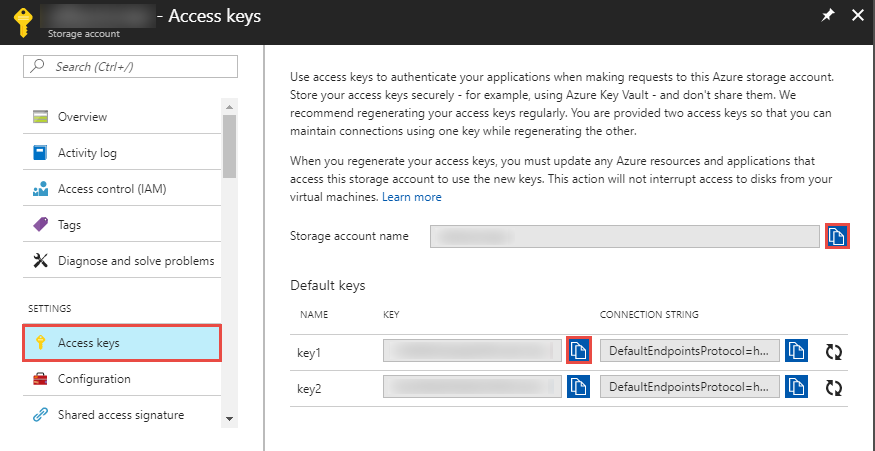 - Access keys
Storage account
Search (Ctrl+/)
Overview
Activity log
Access control (IAM)
Tags
Diagnose and solve problems
SETTINGS
Access keys
Configuration
Shared access signature
Use access keys to authenticate your applications when making requests to this Azure storage account.
Store your access keys securely - for example, using Azure Key Vault - and don't share them. We
recommend regenerating your access keys regularly. You are provided two access keys so that you can
maintain connections using one key while regenerating the other.
When you regenerate your access keys, you must update any Azure resources and applications that
access this storage account to use the new keys. This action will not interrupt access to disks from your
virtual machines. Learn more
Storage account name
Default keys
NAME KEY CONNECTION STRING
key1 DefaultEndpointsProtocol=h...
key2 DefaultEndpointsProtocol=h...